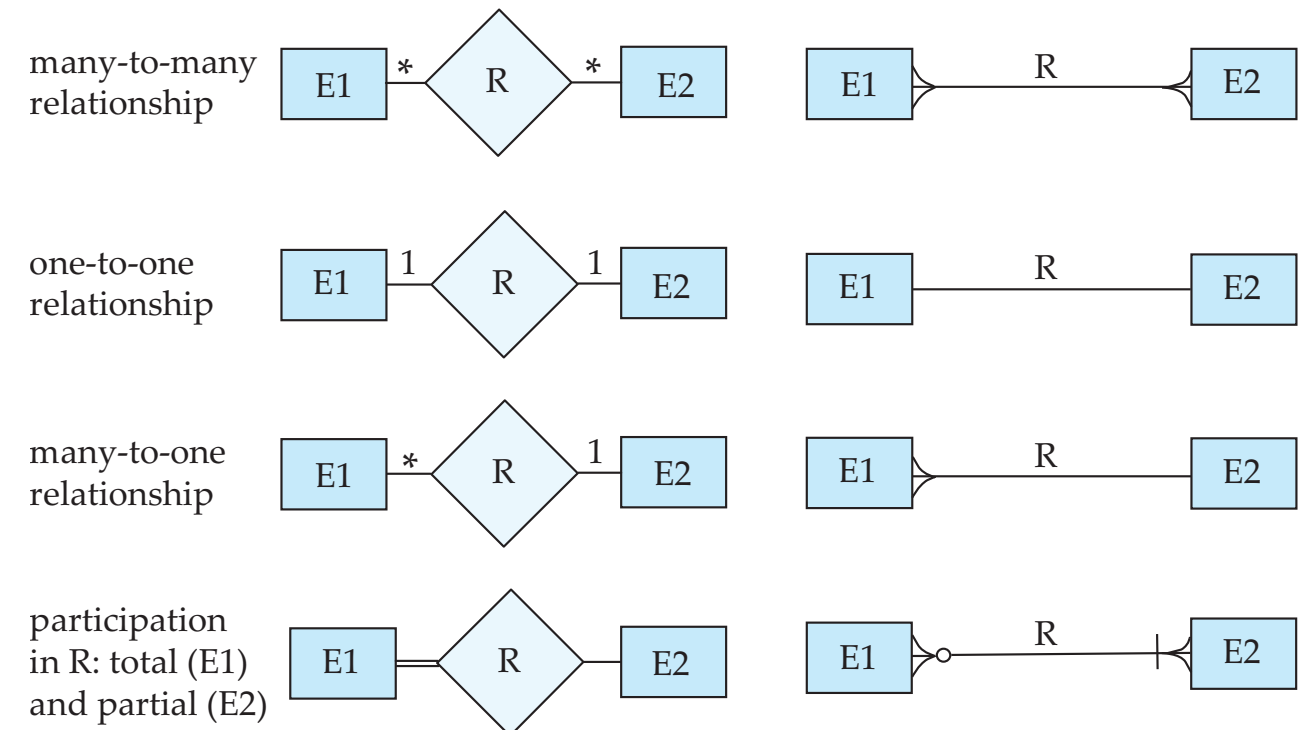 many-to-many
relationship
E1 * R * E2
E1 R E2
one-to-one
relationship
E1 1 R 1 E2
E1 R E2
many-to-one
relationship
E1 * R 1 E2
E1 R E2
participation
in R: total (E1)
and partial (E2)
E1 R E2
E1 R E2